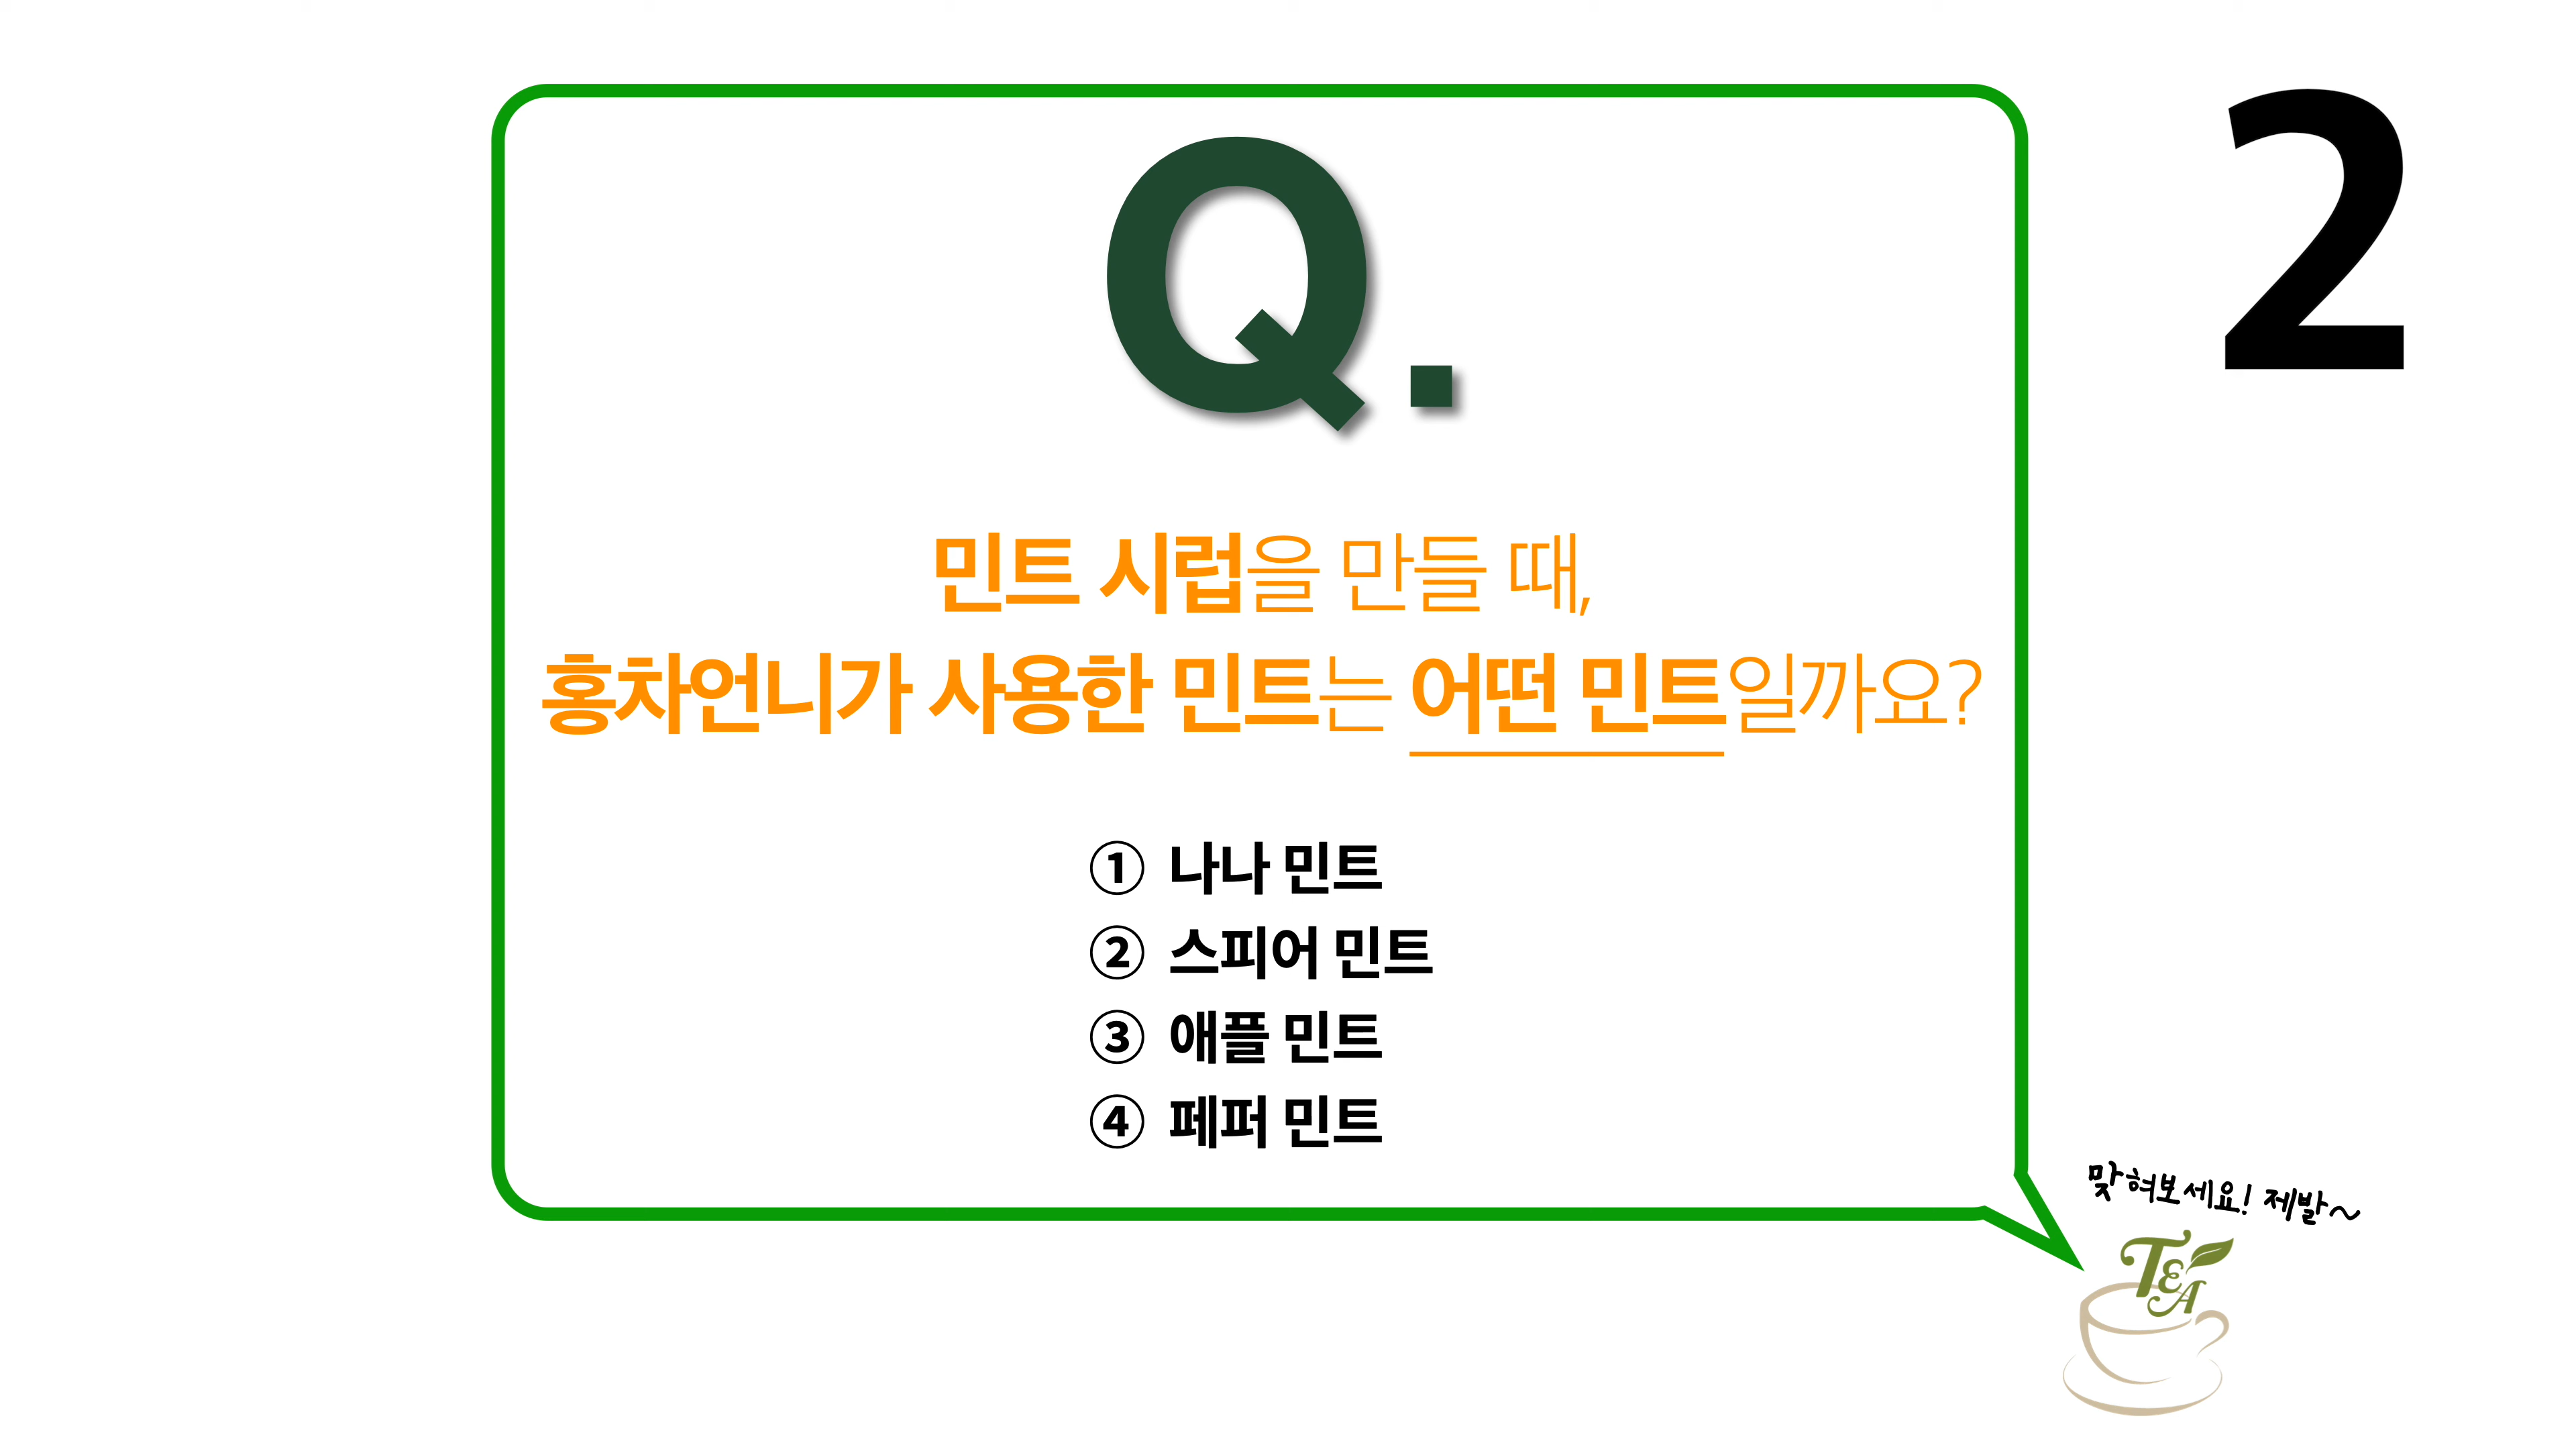 2
Q.
민트 시럽을 만들 때,
홍차언니가 사용한 민트는 어떤 민트일까요?
① 나나 민트
② 스피어 민트
③ 애플 민트
④ 페퍼 민트
맞혀보세요! 제발~
TEA